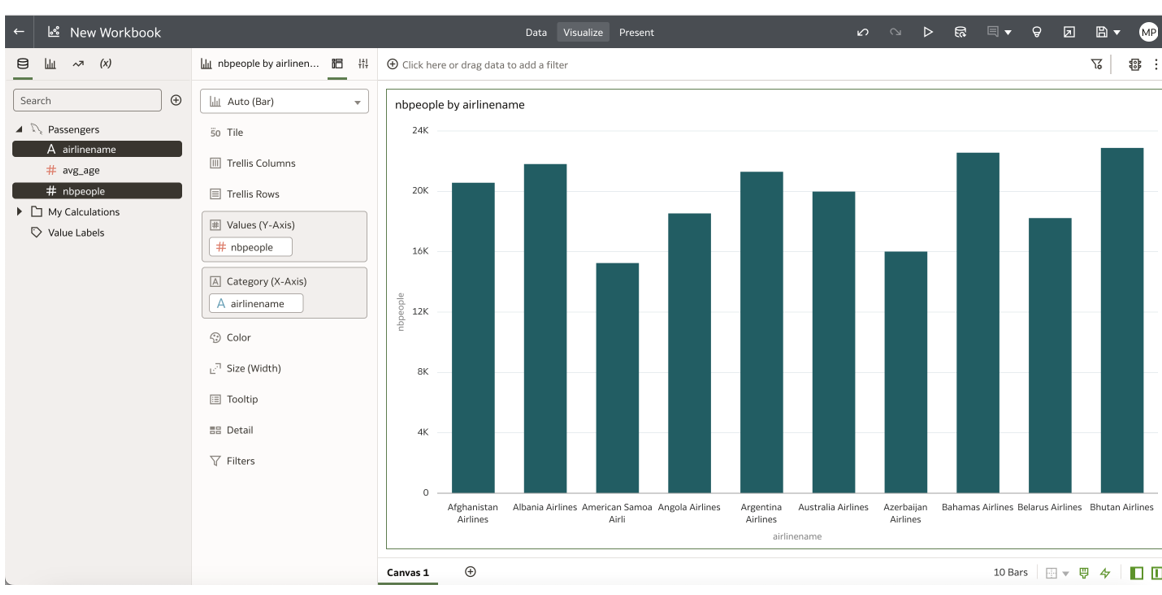 New Workbook
Data Visualize Present
MP
(x)
nbpeople by airlinen...
Click here or drag data to add a filter
Search
Passengers
A airlinename
# avg_age
# nbpeople
My Calculations
Value Labels
Auto (Bar)
50 Tile
Trellis Columns
Trellis Rows
# Values (Y-Axis)
# nbpeople
A Category (X-Axis)
A airlinename
Color
Size (Width)
Tooltip
Detail
Filters
nbpeople by airlinename
24K
20K
16K
12K
8K
4K
0
nbpeople
Afghanistan Airlines
Albania Airlines
American Samoa Airli
Angola Airlines
Argentina Airlines
Australia Airlines
Azerbaijan Airlines
Bahamas Airlines
Belarus Airlines
Bhutan Airlines
airlinename
Canvas 1
10 Bars